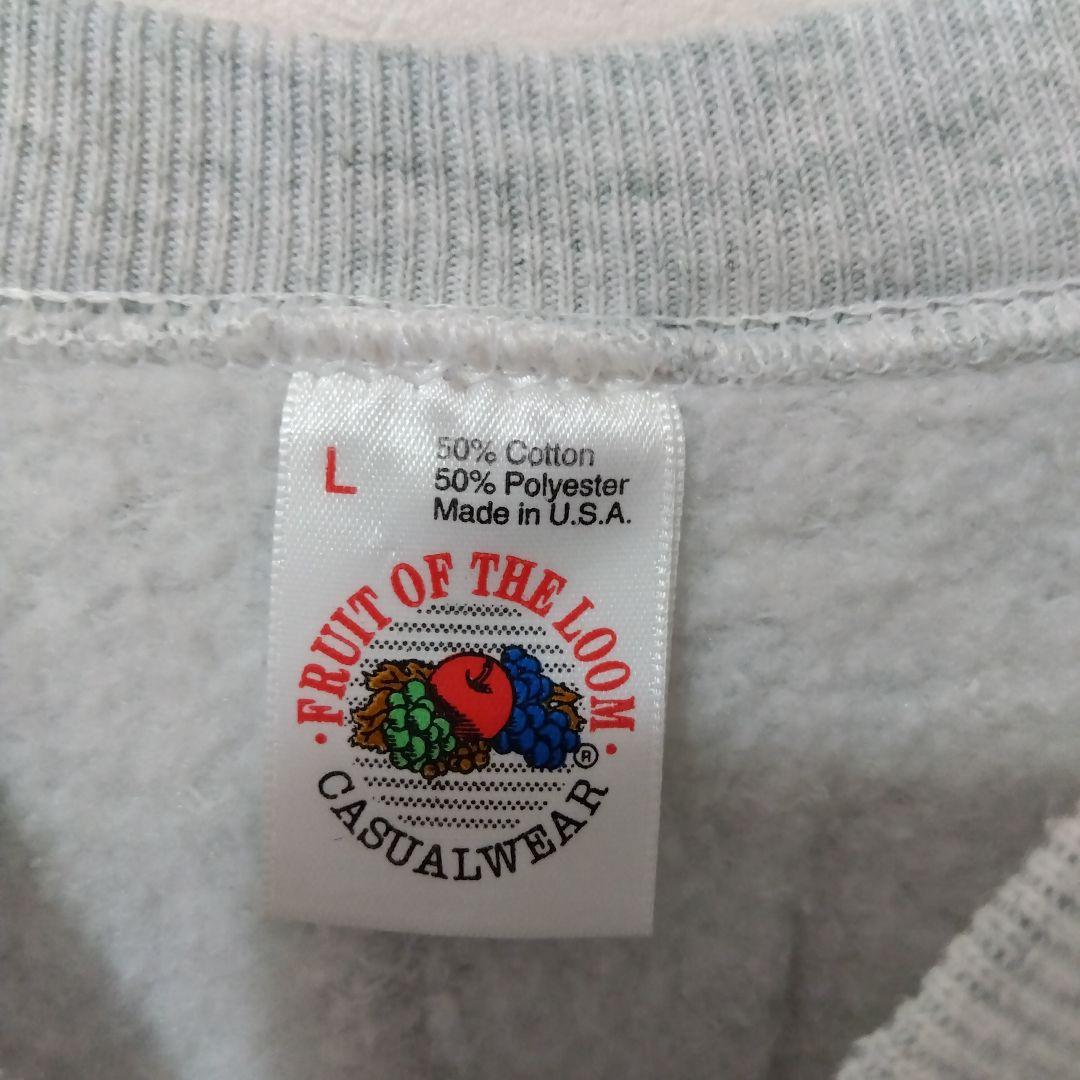 L
50% Cotton
50% Polyester
Made in U.S.A.
· FRUIT OF THE LOOM ·
®
CASUALWEAR